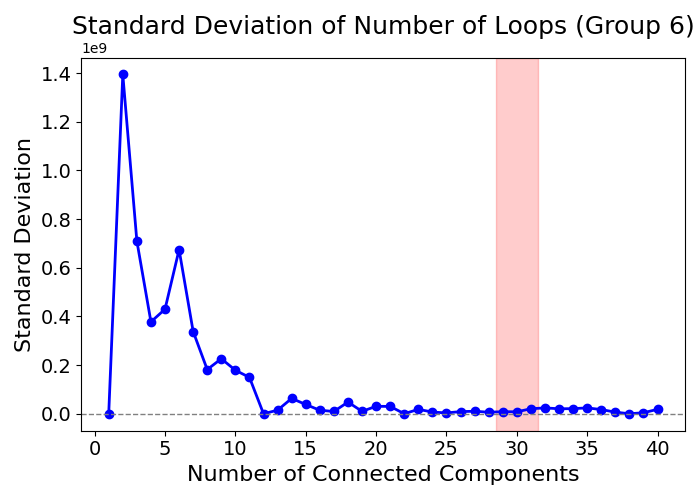 Standard Deviation of Number of Loops (Group 6)
1e9
1.4
1.2
1.0
0.8
0.6
0.4
0.2
0.0
Standard Deviation
0 5 10 15 20 25 30 35 40
Number of Connected Components